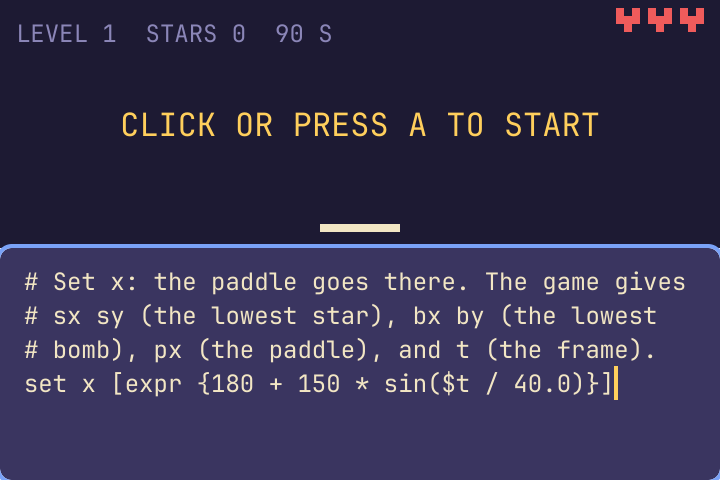 LEVEL 1  STARS 0  90 S
CLICK OR PRESS A TO START
# Set x: the paddle goes there. The game gives
# sx sy (the lowest star), bx by (the lowest
# bomb), px (the paddle), and t (the frame).
set x [expr {180 + 150 * sin($t / 40.0)}]